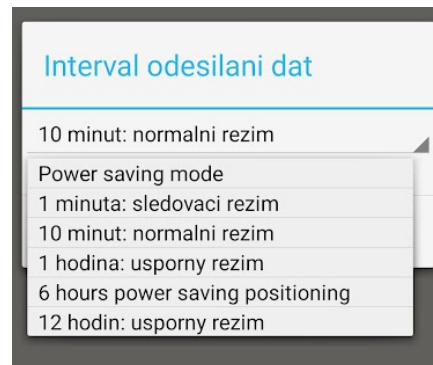 Interval odesilani dat
10 minut: normalni rezim
Power saving mode
1 minuta: sledovaci rezim
10 minut: normalni rezim
1 hodina: usporny rezim
6 hours power saving positioning
12 hodin: usporny rezim